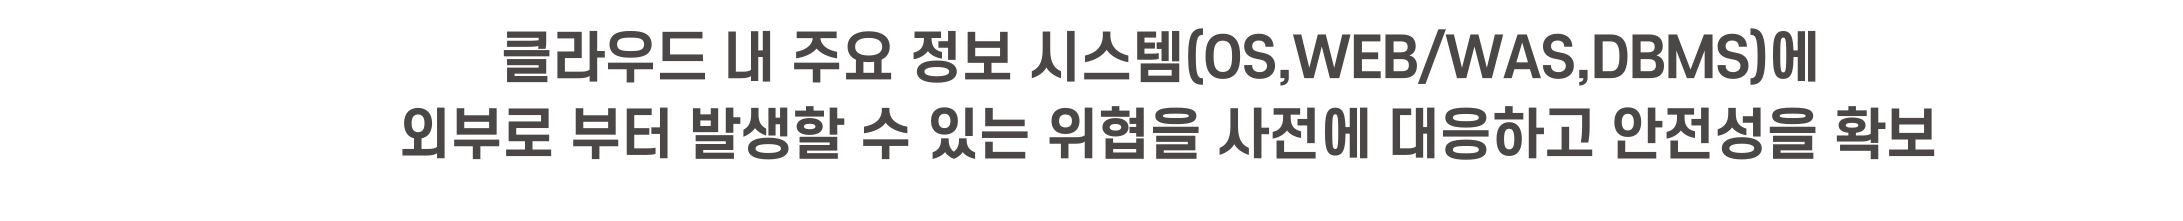 클라우드 내 주요 정보 시스템(OS,WEB/WAS,DBMS)에
외부로 부터 발생할 수 있는 위협을 사전에 대응하고 안전성을 확보